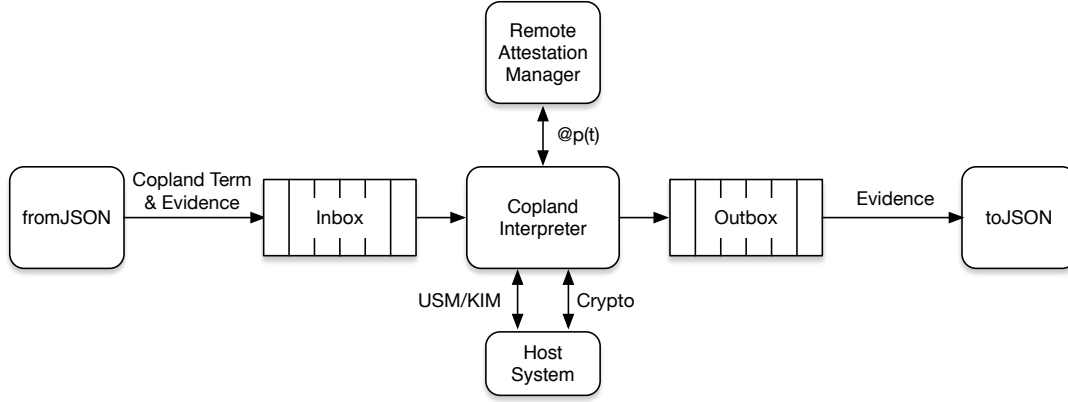 Remote
Attestation
Manager
@p(t)
Copland Term
& Evidence
fromJSON
Inbox
Copland
Interpreter
Outbox
Evidence
toJSON
USM/KIM
Crypto
Host
System